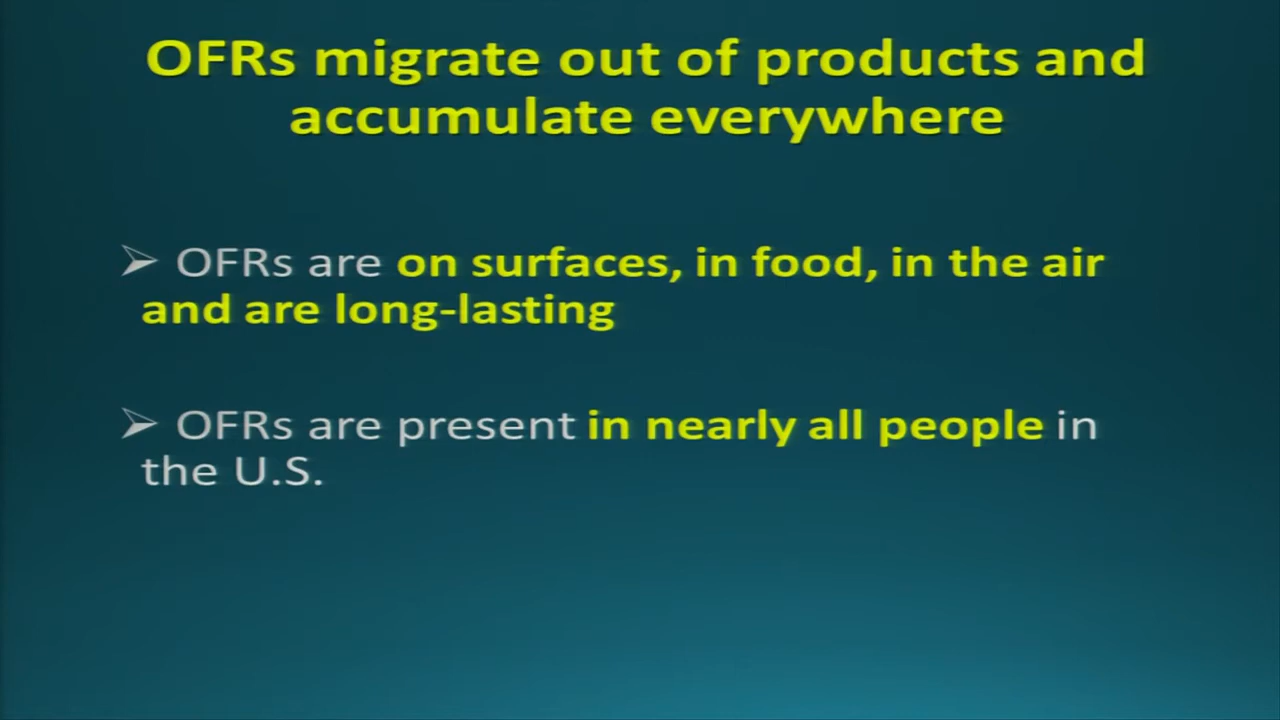 OFRs migrate out of products and
accumulate everywhere
➢ OFRs are on surfaces, in food, in the air
and are long-lasting
➢ OFRs are present in nearly all people in
the U.S.